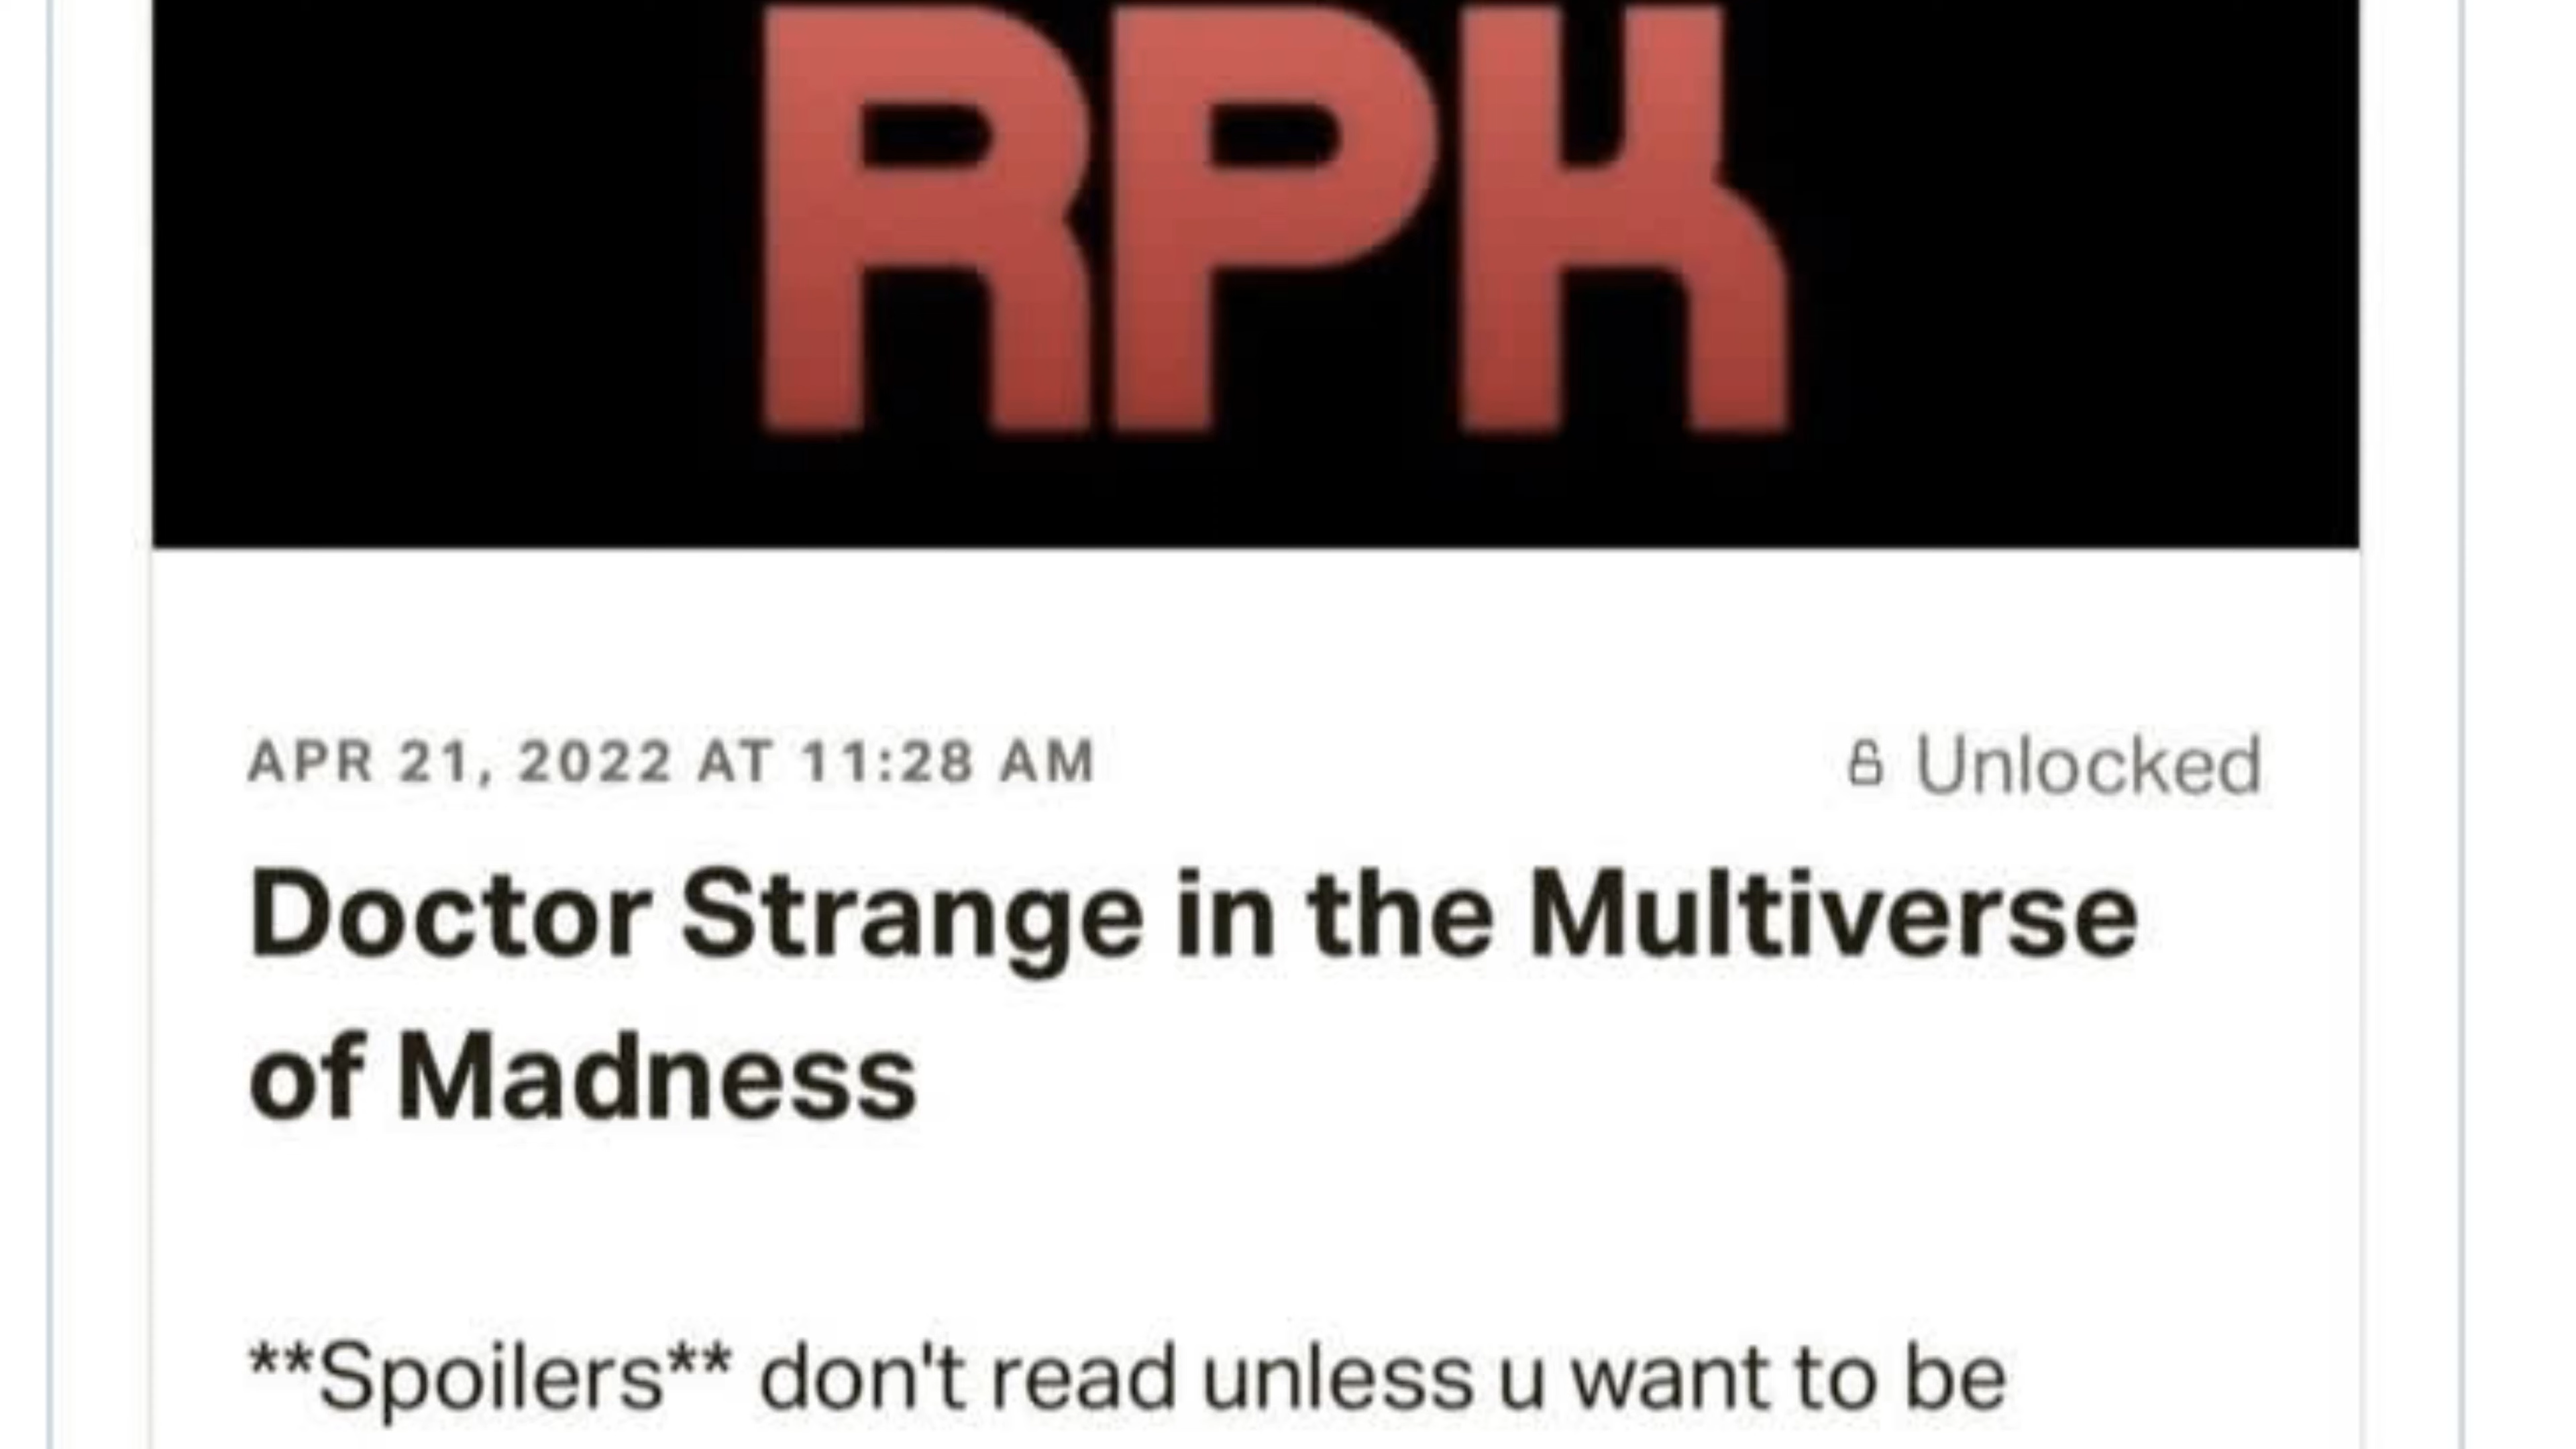 RPK
APR 21, 2022 AT 11:28 AM
Unlocked
Doctor Strange in the Multiverse
of Madness
**Spoilers** don't read unless u want to be